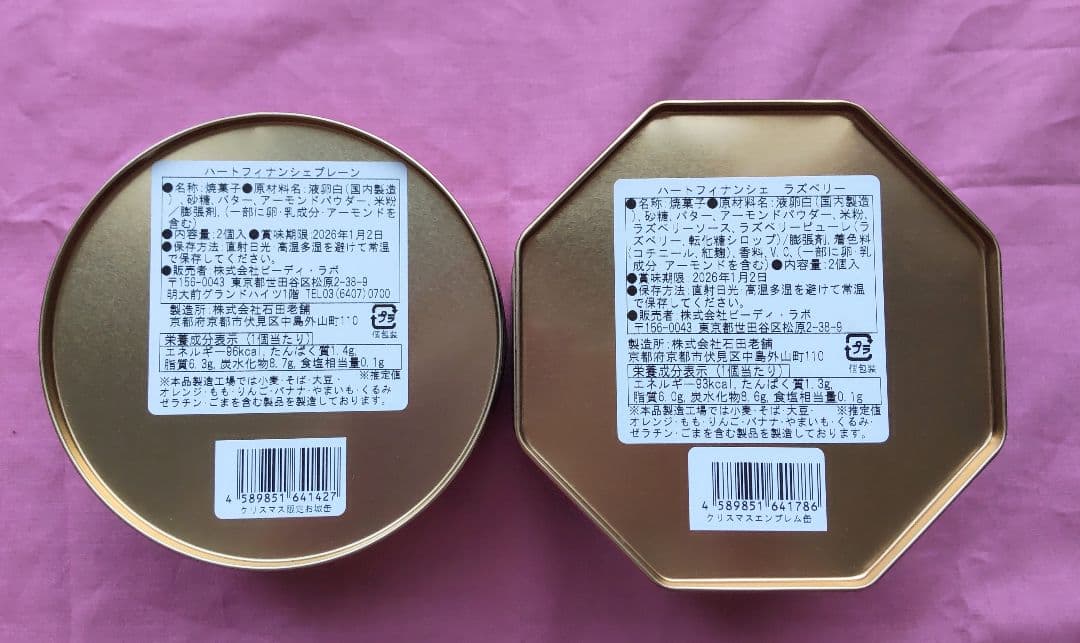 ハートフィナンシェプレーン
●名称:焼菓子●原材料名:液卵白(国内製造
)、砂糖、バター、アーモンドパウダー、米粉
/膨張剤、(一部に卵・乳成分・アーモンドを
含む)
●内容量:2個入●賞味期限:2026年1月2日
●保存方法:直射日光 高温多湿を避けて常温
で保存してください。
●販売者:株式会社ビーディ・ラボ
〒156-0043 東京都世田谷区松原2-38-9
明大前グランドハイツ1階 TEL03(6407)0700
製造所:株式会社石田老舗
京都府京都市伏見区中島外山町110
プラ
個包装
栄養成分表示(1個当たり)
エネルギー96kcal、たんぱく質1.4g、
脂質6.3g、炭水化物8.7g、食塩相当量0.1g
※推定値
※本品製造工場では小麦・そば・大豆・
オレンジ・もも・りんご・バナナ・やまいも・くるみ
ゼラチン・ごまを含む製品を製造しております。
4 589851 641427
クリスマス限定お城缶
ハートフィナンシェ ラズベリー
●名称:焼菓子●原材料名:液卵白(国内製造
)、砂糖、バター、アーモンドパウダー、米粉、
ラズベリーソース、ラズベリーピューレ(ラ
ズベリー、転化糖シロップ)/膨張剤、着色料
(コチニール、紅麹)、香料、V.C、(一部に卵・乳
成分・アーモンドを含む)●内容量:2個入
●賞味期限:2026年1月2日
●保存方法:直射日光 高温多湿を避けて常温
で保存してください。
●販売者:株式会社ビーディ・ラボ
〒156-0043 東京都世田谷区松原2-38-9
製造所:株式会社石田老舗
京都府京都市伏見区中島外山町110
プラ
個包装
栄養成分表示(1個当たり)
エネルギー93kcal、たんぱく質1.3g、
脂質6.0g、炭水化物8.6g、食塩相当量0.1g
※本品製造工場では小麦・そば・大豆・ ※推定値
オレンジ・もも・りんご・バナナ・やまいも・くるみ・
ゼラチン・ごまを含む製品を製造しております。
4 589851 641786
クリスマスエンブレム缶